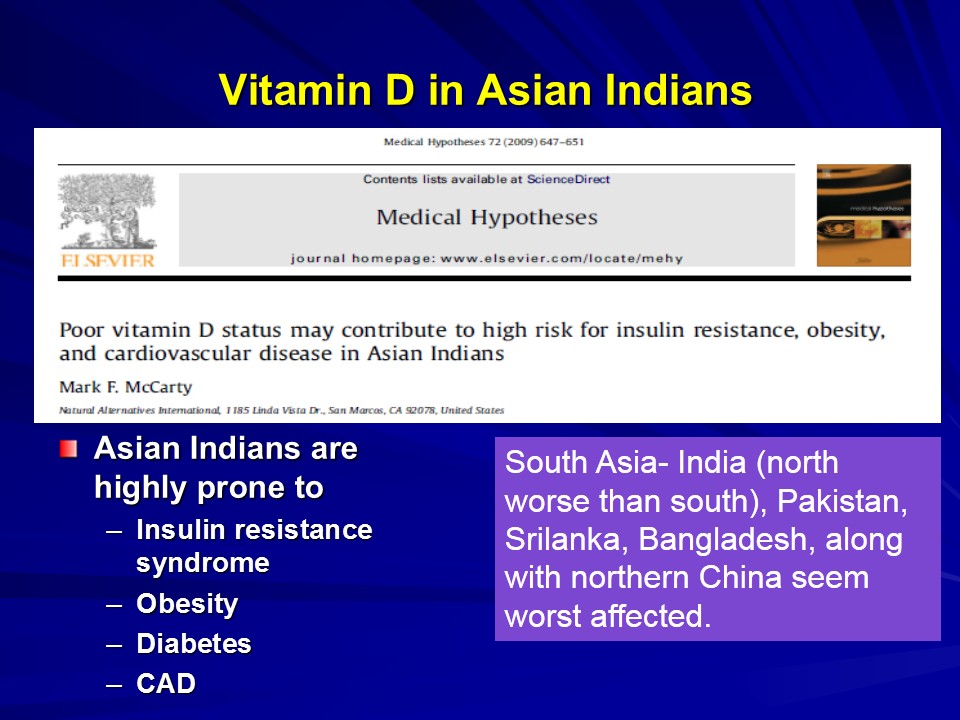 Vitamin D in Asian Indians
Medical Hypotheses 72 (2009) 647–651
Contents lists available at ScienceDirect
Medical Hypotheses
journal homepage: www.elsevier.com/locate/mehy
ELSEVIER
medical hypotheses
Poor vitamin D status may contribute to high risk for insulin resistance, obesity,
and cardiovascular disease in Asian Indians
Mark F. McCarty
Natural Alternatives International, 1185 Linda Vista Dr., San Marcos, CA 92078, United States
Asian Indians are
highly prone to
– Insulin resistance
syndrome
– Obesity
– Diabetes
– CAD
South Asia- India (north
worse than south), Pakistan,
Srilanka, Bangladesh, along
with northern China seem
worst affected.